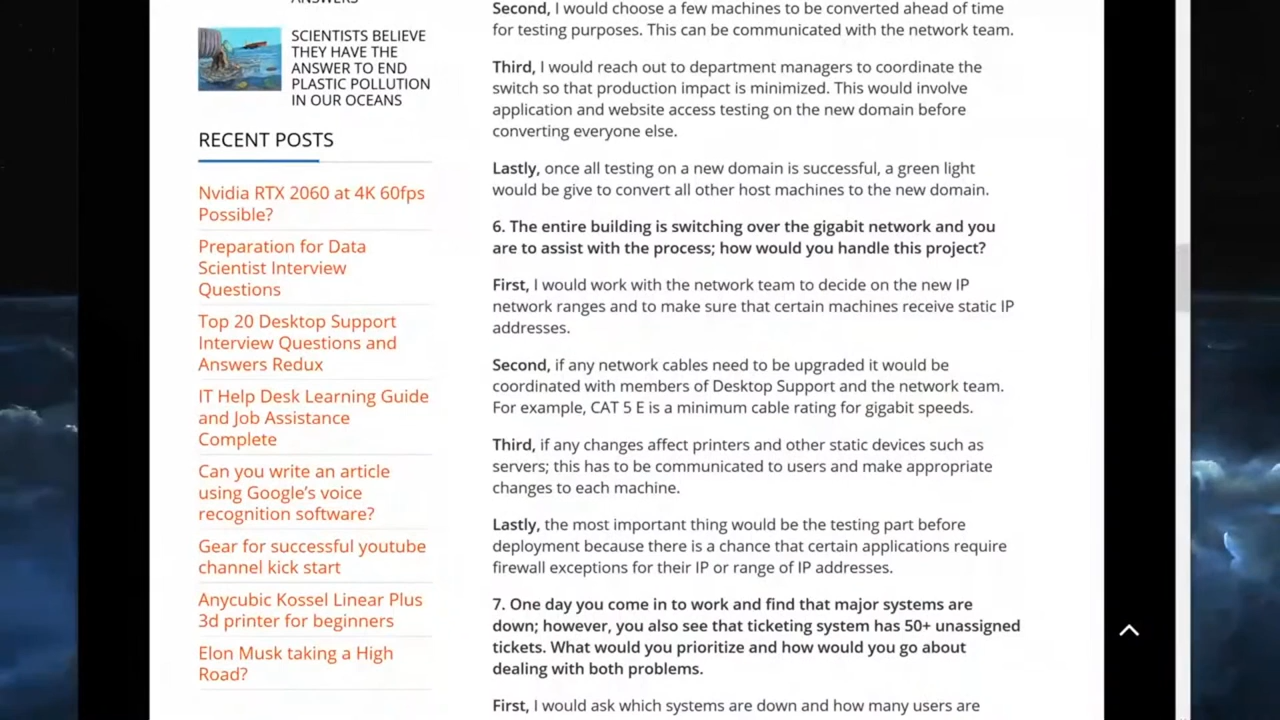 ANSWERS
SCIENTISTS BELIEVE
THEY HAVE THE
ANSWER TO END
PLASTIC POLLUTION
IN OUR OCEANS
RECENT POSTS
Nvidia RTX 2060 at 4K 60fps
Possible?
Preparation for Data
Scientist Interview
Questions
Top 20 Desktop Support
Interview Questions and
Answers Redux
IT Help Desk Learning Guide
and Job Assistance
Complete
Can you write an article
using Google's voice
recognition software?
Gear for successful youtube
channel kick start
Anycubic Kossel Linear Plus
3d printer for beginners
Elon Musk taking a High
Road?
Second, I would choose a few machines to be converted ahead of time
for testing purposes. This can be communicated with the network team.
Third, I would reach out to department managers to coordinate the
switch so that production impact is minimized. This would involve
application and website access testing on the new domain before
converting everyone else.
Lastly, once all testing on a new domain is successful, a green light
would be give to convert all other host machines to the new domain.
6. The entire building is switching over the gigabit network and you
are to assist with the process; how would you handle this project?
First, I would work with the network team to decide on the new IP
network ranges and to make sure that certain machines receive static IP
addresses.
Second, if any network cables need to be upgraded it would be
coordinated with members of Desktop Support and the network team.
For example, CAT 5 E is a minimum cable rating for gigabit speeds.
Third, if any changes affect printers and other static devices such as
servers; this has to be communicated to users and make appropriate
changes to each machine.
Lastly, the most important thing would be the testing part before
deployment because there is a chance that certain applications require
firewall exceptions for their IP or range of IP addresses.
7. One day you come in to work and find that major systems are
down; however, you also see that ticketing system has 50+ unassigned
tickets. What would you prioritize and how would you go about
dealing with both problems.
First, I would ask which systems are down and how many users are